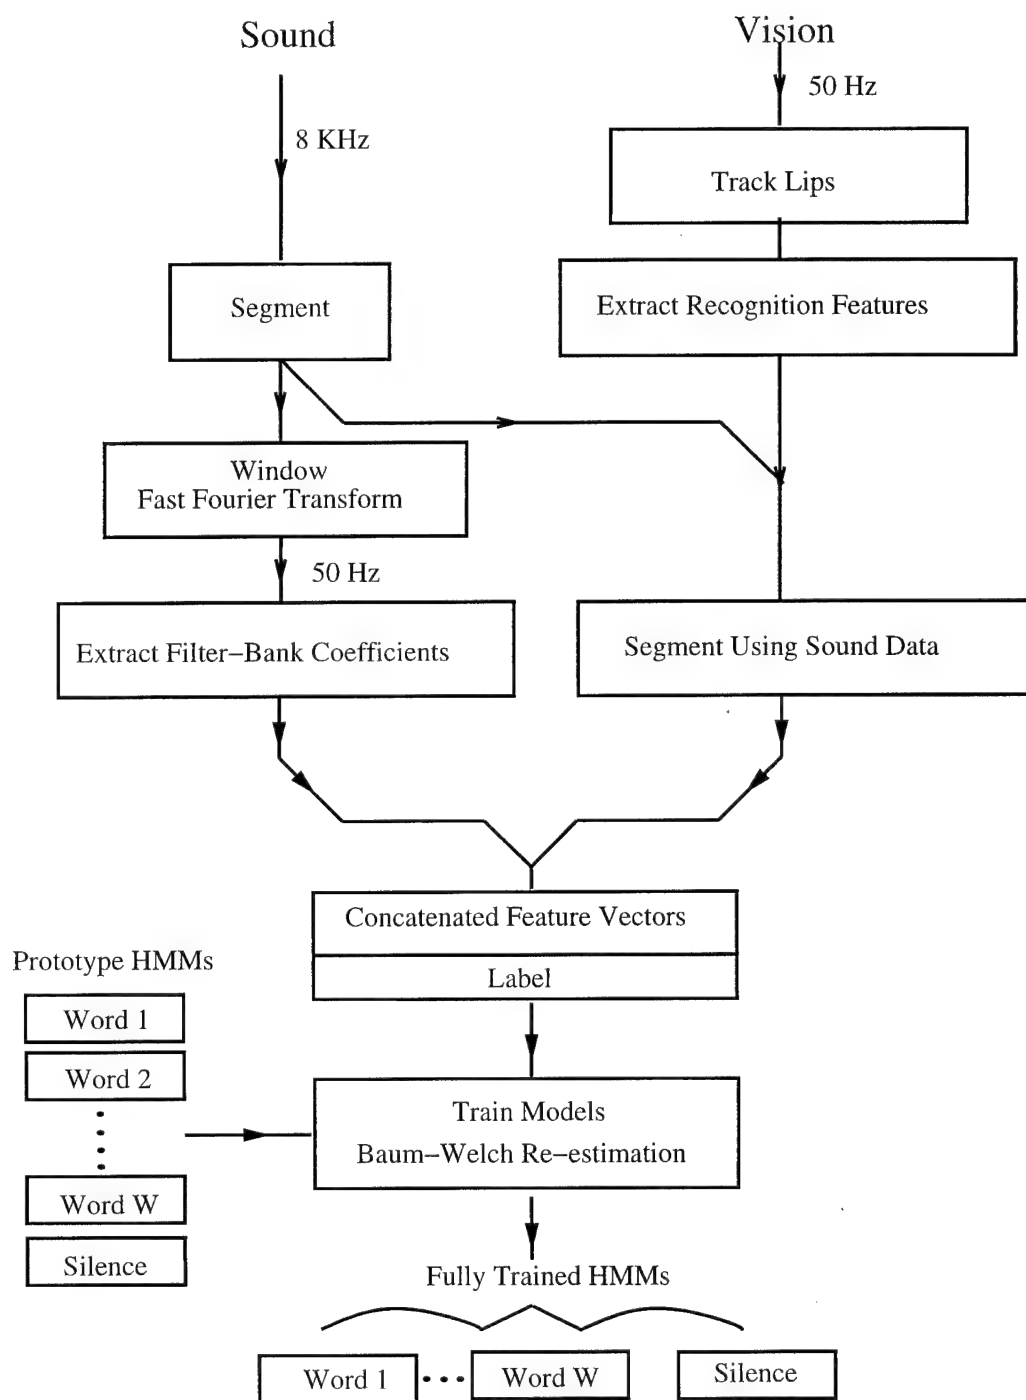 Sound
Vision
50 Hz
8 KHz
Track Lips
Segment
Extract Recognition Features
Window
Fast Fourier Transform
50 Hz
Extract Filter–Bank Coefficients
Segment Using Sound Data
Concatenated Feature Vectors
Label
Prototype HMMs
Word 1
Word 2
Word W
Silence
Train Models
Baum–Welch Re–estimation
Fully Trained HMMs
Word 1 ••• Word W Silence